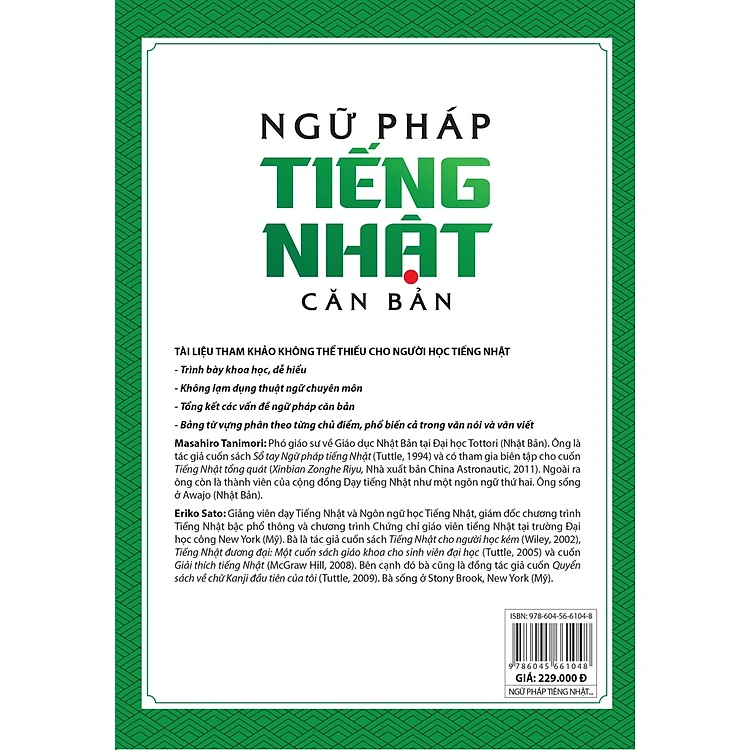 NGỮ PHÁP
TIẾNG
NHẬT
CĂN BẢN
TÀI LIỆU THAM KHẢO KHÔNG THỂ THIẾU CHO NGƯỜI HỌC TIẾNG NHẬT
- Trình bày khoa học, dễ hiểu
- Không lạm dụng thuật ngữ chuyên môn
- Tổng kết các vấn đề ngữ pháp căn bản
- Bảng từ vựng phân theo từng chủ điểm, phổ biến cả trong văn nói và văn viết
Masahiro Tanimori: Phó giáo sư về Giáo dục Nhật Bản tại Đại học Tottori (Nhật Bản). Ông là
tác giả cuốn sách Sổ tay Ngữ pháp tiếng Nhật (Tuttle, 1994) và có tham gia biên tập cho cuốn
Tiếng Nhật tổng quát (Xinbian Zonghe Riyu, Nhà xuất bản China Astronautic, 2011). Ngoài ra
ông còn là thành viên của cộng đồng Dạy tiếng Nhật như một ngôn ngữ thứ hai. Ông sống
ở Awajo (Nhật Bản).
Eriko Sato: Giảng viên dạy Tiếng Nhật và Ngôn ngữ học Tiếng Nhật, giám đốc chương trình
Tiếng Nhật bậc phổ thông và chương trình Chứng chỉ giáo viên tiếng Nhật tại trường Đại
học công New York (Mỹ). Bà là tác giả cuốn sách Tiếng Nhật cho người học kém (Wiley, 2002),
Tiếng Nhật đương đại: Một cuốn sách giáo khoa cho sinh viên đại học (Tuttle, 2005) và cuốn
Giải thích tiếng Nhật (McGraw Hill, 2008). Bên cạnh đó bà cũng là đồng tác giả cuốn Quyển
sách về chữ Kanji đầu tiên của tôi (Tuttle, 2009). Bà sống ở Stony Brook, New York (Mỹ).
ISBN: 978-604-56-6104-8
9 786045 661048
GIÁ: 229.000 Đ
NGỮ PHÁP TIẾNG NHẬT...